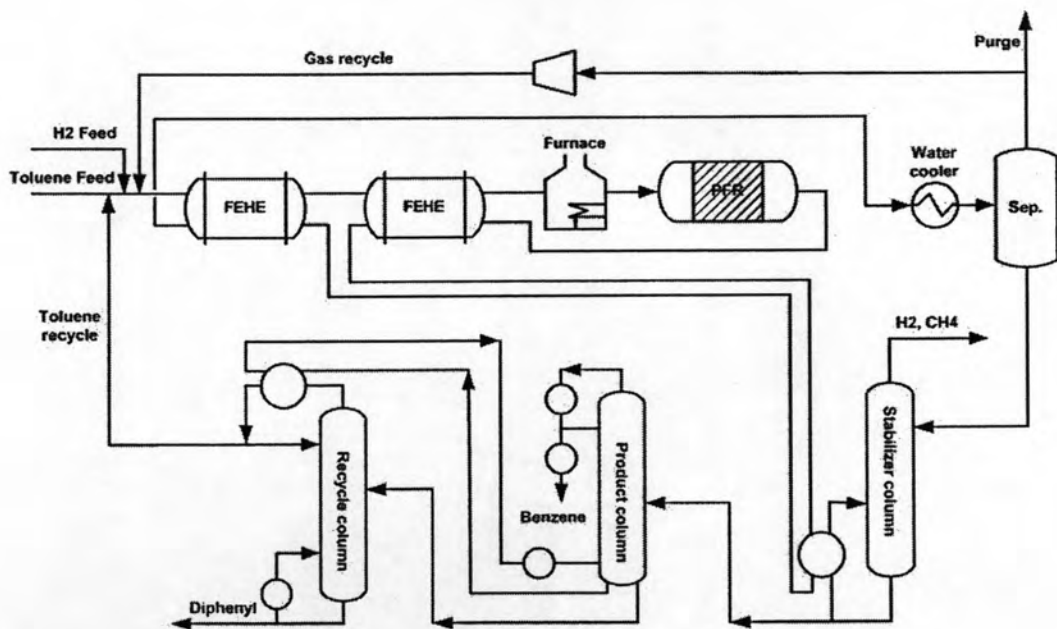 Purge
Gas recycle
H2 Feed
Furnace
Water
cooler
Toluene Feed
FEHE
FEHE
PFR
Sep.
Toluene
recycle
H2, CH4
Recycle column
Product column
Stabilizer column
Benzene
Diphenyl